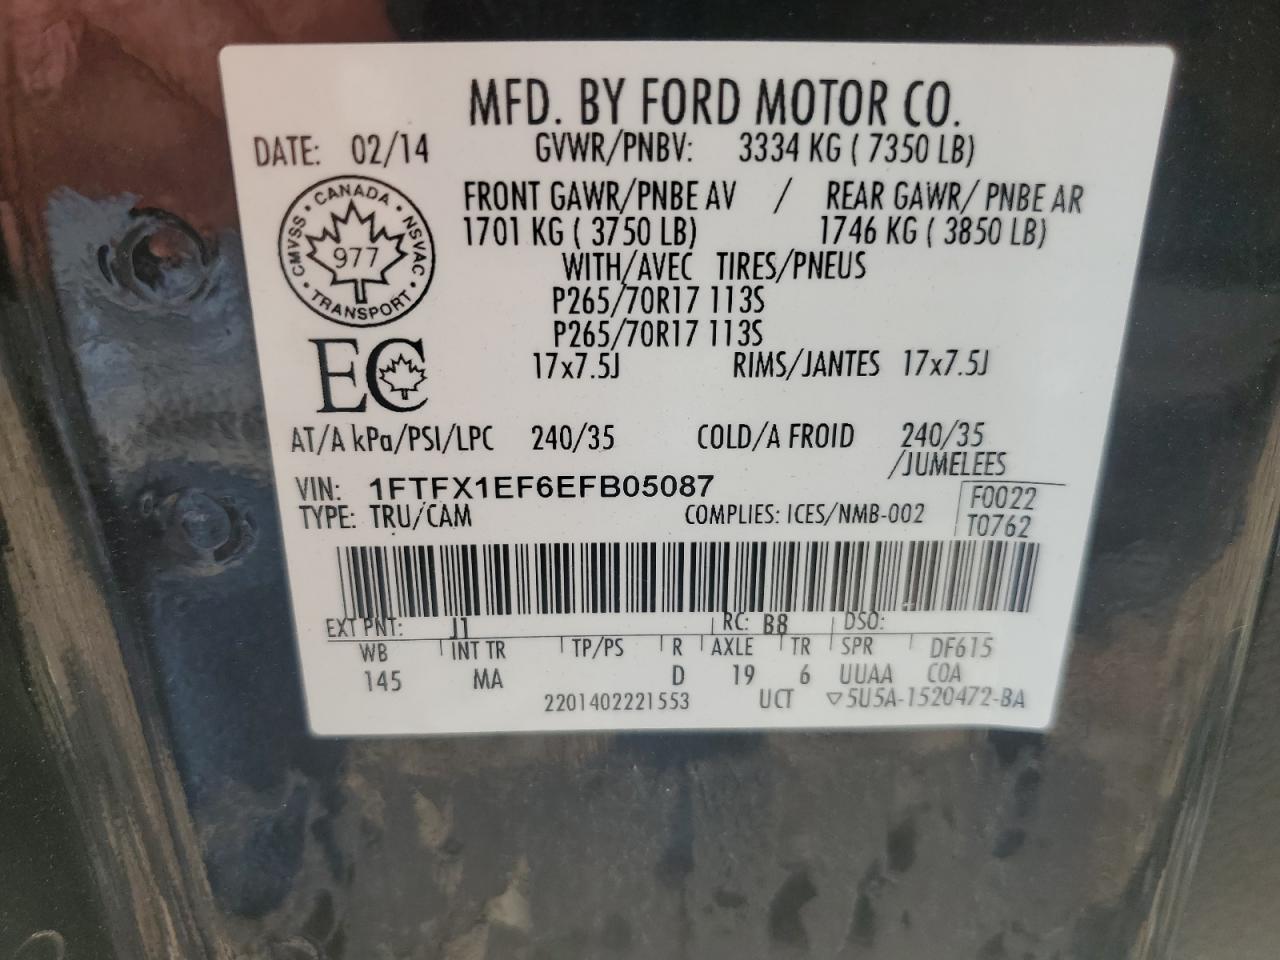 MFD. BY FORD MOTOR CO.
DATE: 02/14 GVWR/PNBV: 3334 KG ( 7350 LB)
FRONT GAWR/PNBE AV / REAR GAWR/ PNBE AR
1701 KG ( 3750 LB) 1746 KG ( 3850 LB)
WITH/AVEC TIRES/PNEUS
P265/70R17 113S
P265/70R17 113S
17x7.5J RIMS/JANTES 17x7.5J
CANADA
CMVSS NSVAC
977
TRANSPORT
EC
AT/A kPa/PSI/LPC 240/35 COLD/A FROID 240/35
/JUMELEES
VIN: 1FTFX1EF6EFB05087 F0022
TYPE: TRU/CAM COMPLIES: ICES/NMB-002 T0762
EXT PNT: J1 RC: B8 DSO:
WB INT TR TP/PS R AXLE TR SPR DF615
145 MA D 19 6 UUAA COA
2201402221553 UCT ▽5U5A-1520472-BA